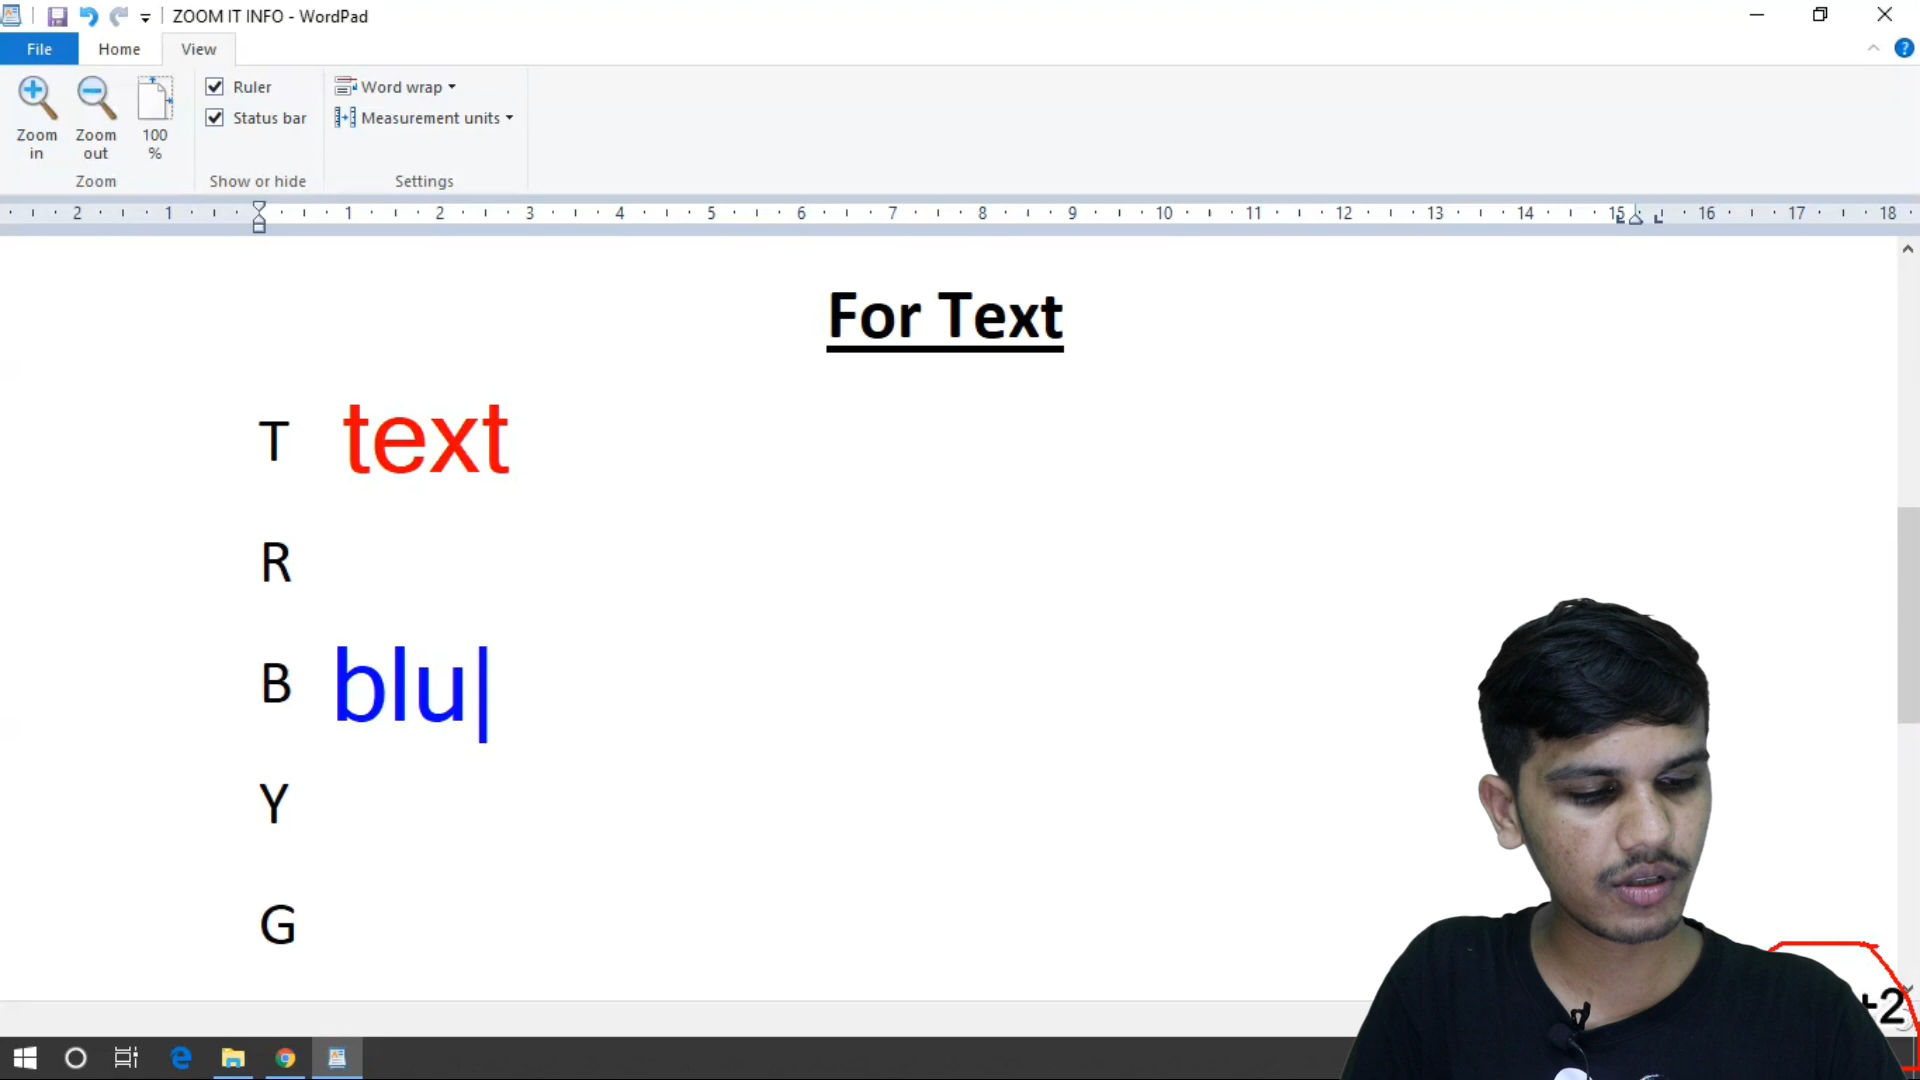 ZOOM IT INFO - WordPad
File Home View
Zoom in
Zoom out
100 %
Ruler
Status bar
Word wrap
Measurement units
Zoom Show or hide Settings
2 1 1 2 3 4 5 6 7 8 9 10 11 12 13 14 15 16 17 18
For Text
T text
R
B blu
Y
G
+2